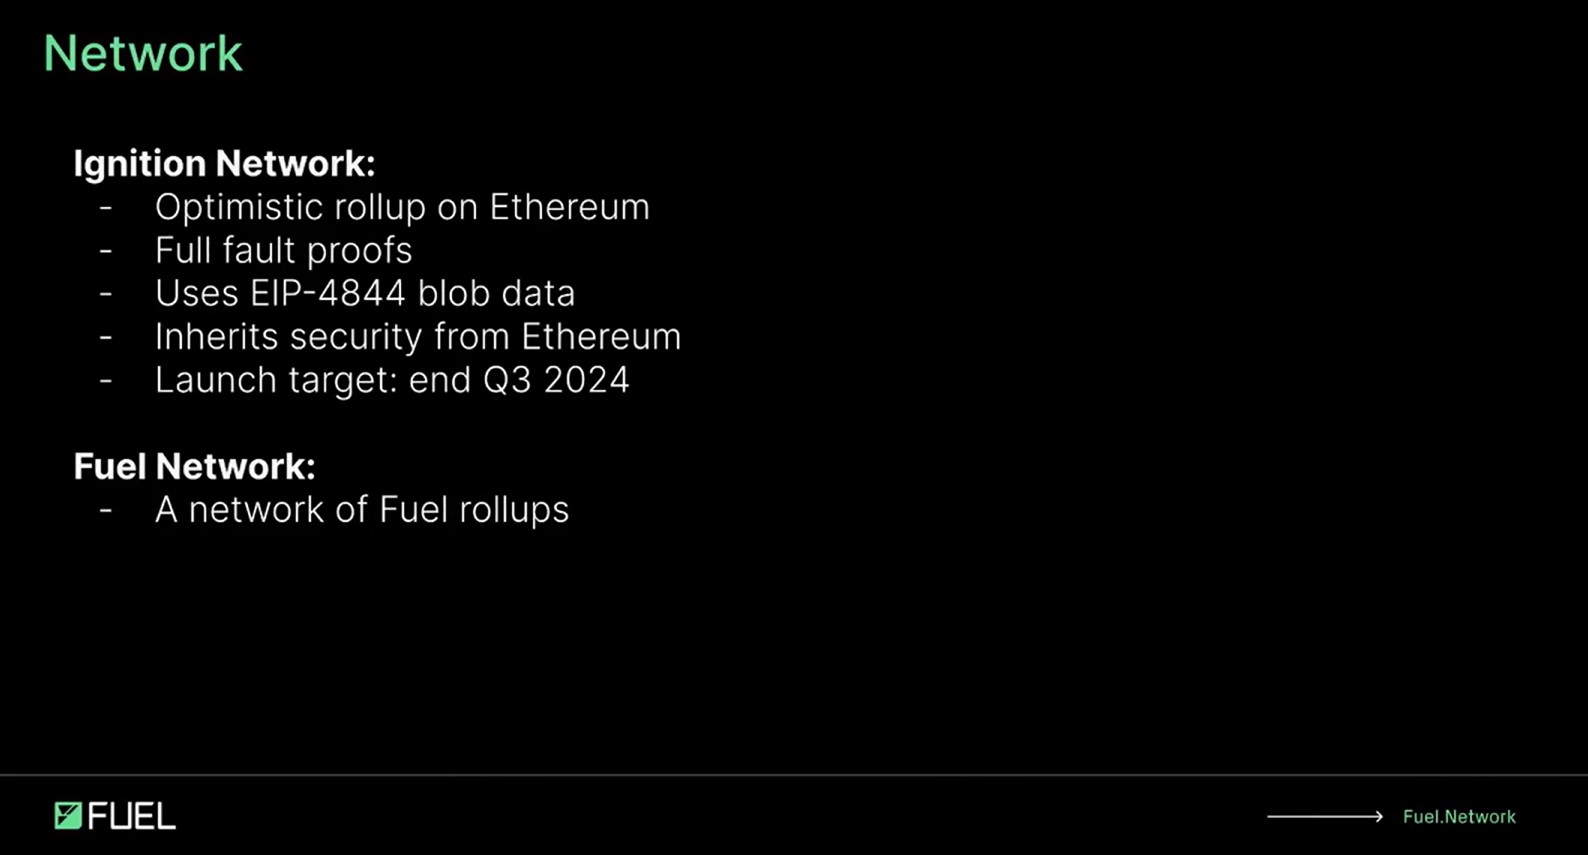 Network
Ignition Network:
- Optimistic rollup on Ethereum
- Full fault proofs
- Uses EIP-4844 blob data
- Inherits security from Ethereum
- Launch target: end Q3 2024
Fuel Network:
- A network of Fuel rollups
FUEL
Fuel.Network